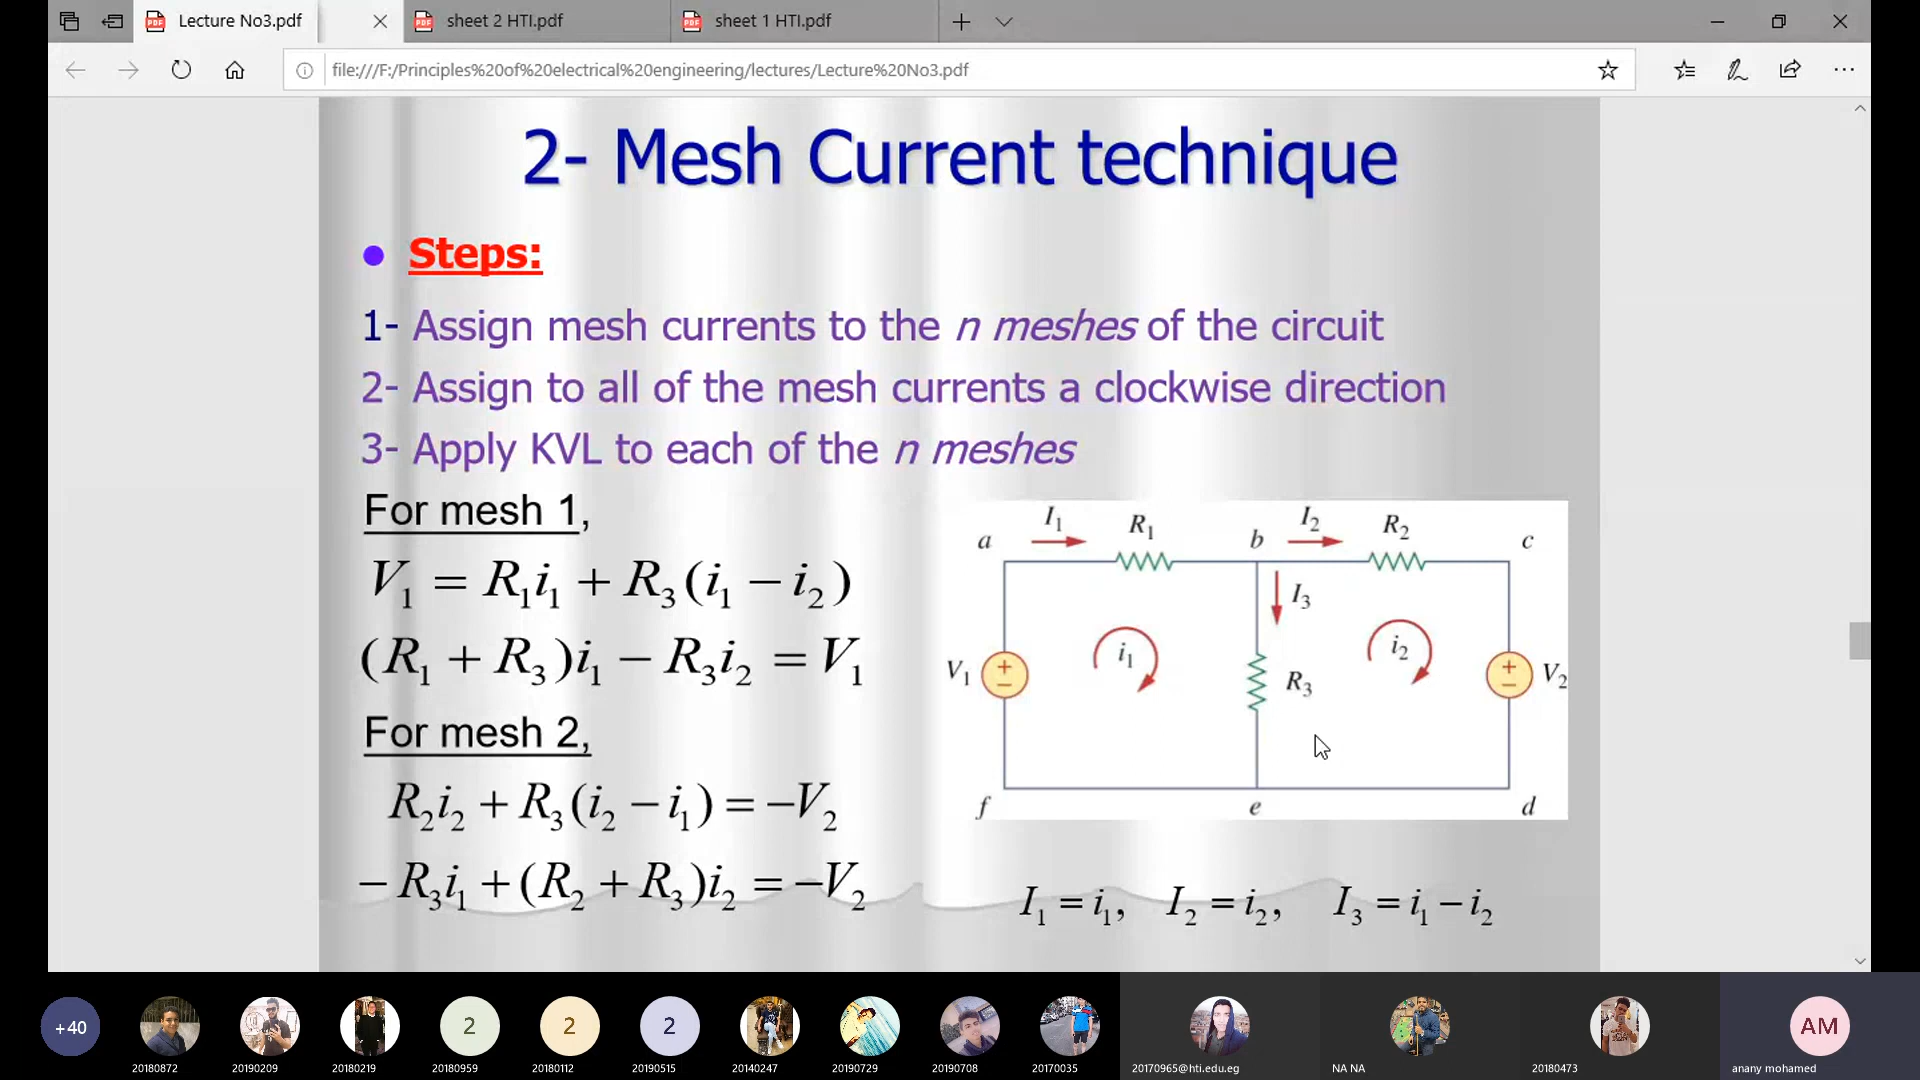 Lecture No3.pdf
sheet 2 HTI.pdf
sheet 1 HTI.pdf
file:///F:/Principles%20of%20electrical%20engineering/lectures/Lecture%20No3.pdf
2- Mesh Current technique
• Steps:
1- Assign mesh currents to the n meshes of the circuit
2- Assign to all of the mesh currents a clockwise direction
3- Apply KVL to each of the n meshes
For mesh 1,
V₁ = R₁i₁ + R₃(i₁ − i₂)
(R₁ + R₃)i₁ − R₃i₂ = V₁
For mesh 2,
R₂i₂ + R₃(i₂ − i₁) = −V₂
− R₃i₁ + (R₂ + R₃)i₂ = −V₂
a I₁ R₁ b I₂ R₂ c
I₃
i₁ i₂
V₁ + − R₃ + − V₂
f e d
I₁ = i₁, I₂ = i₂, I₃ = i₁ − i₂
+40
2
2
2
AM
20180872
20190209
20180219
20180959
20180112
20190515
20140247
20190729
20190708
20170035
20170965@hti.edu.eg
NA NA
20180473
anany mohamed